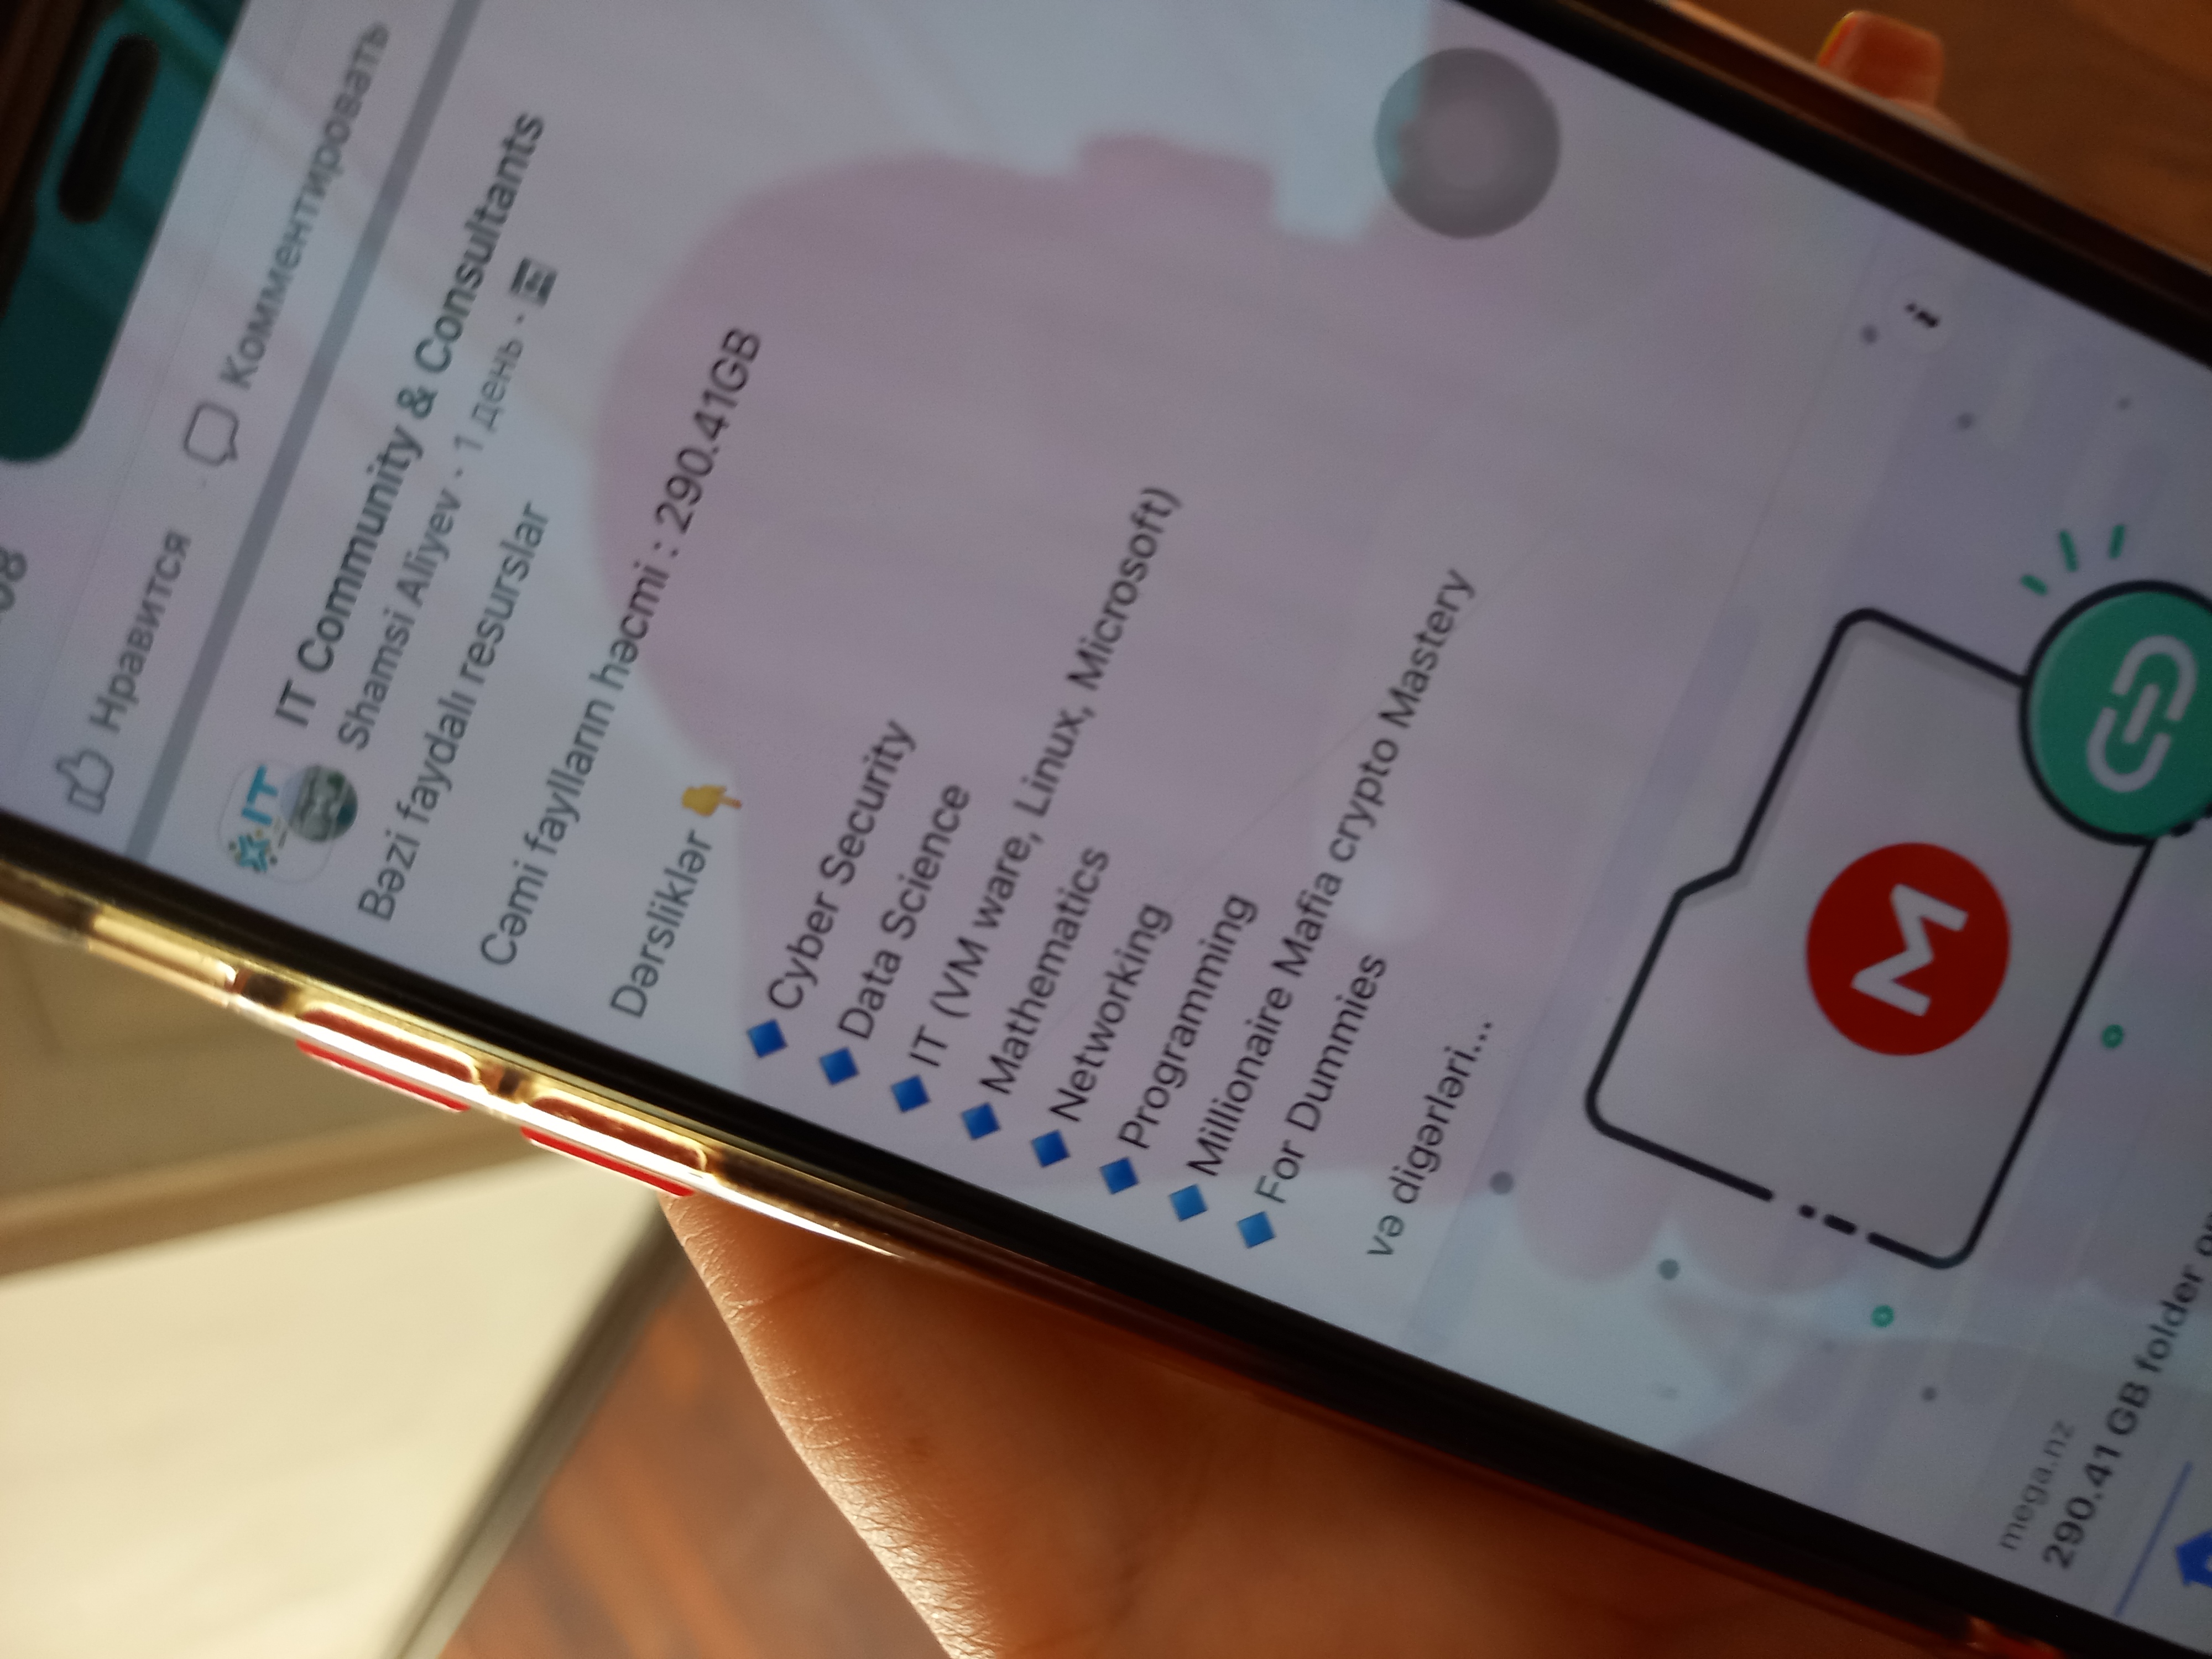 08
Нравится Комментировать
IT
IT Community & Consultants
Shamsi Aliyev · 1 день ·
Bəzi faydalı resurslar
Cəmi faylların həcmi : 290.41GB
Dərsliklər
Cyber Security
Data Science
IT (VM ware, Linux, Microsoft)
Mathematics
Networking
Programming
Millionaire Mafia crypto Mastery
For Dummies
və digərləri...
M
i
mega.nz
290.41 GB folder on